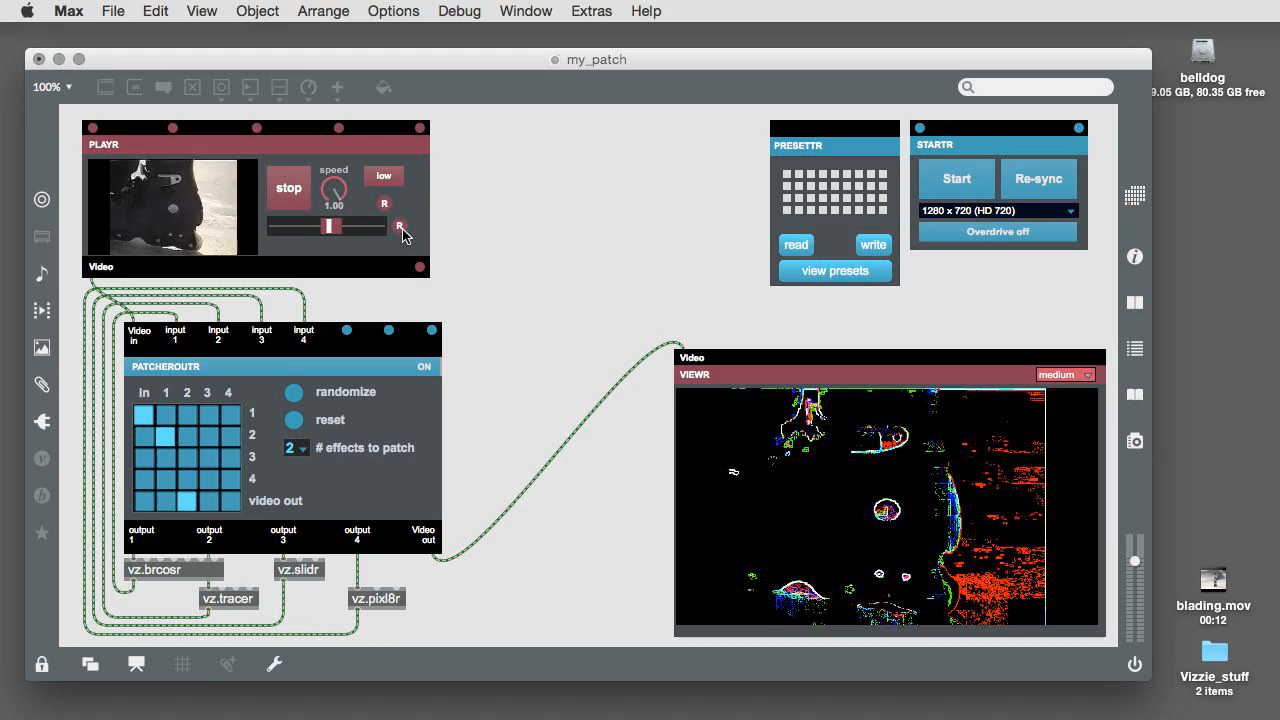 Max File Edit View Object Arrange Options Debug Window Extras Help
my_patch
100%
belldog
9.05 GB, 80.35 GB free
PLAYR
stop
speed
1.00
low
R
R
Video
PRESETTR
read
write
view presets
STARTR
Start
Re-sync
1280 x 720 (HD 720)
Overdrive off
Video in
input 1
Input 2
input 3
input 4
PATCHEROUTR
ON
in 1 2 3 4
1
2
3
4
video out
randomize
reset
2 # effects to patch
output 1
output 2
output 3
output 4
Video out
vz.brcosr
vz.slidr
vz.tracer
vz.pixl8r
Video
VIEWR
medium
blading.mov
00:12
Vizzie_stuff
2 items